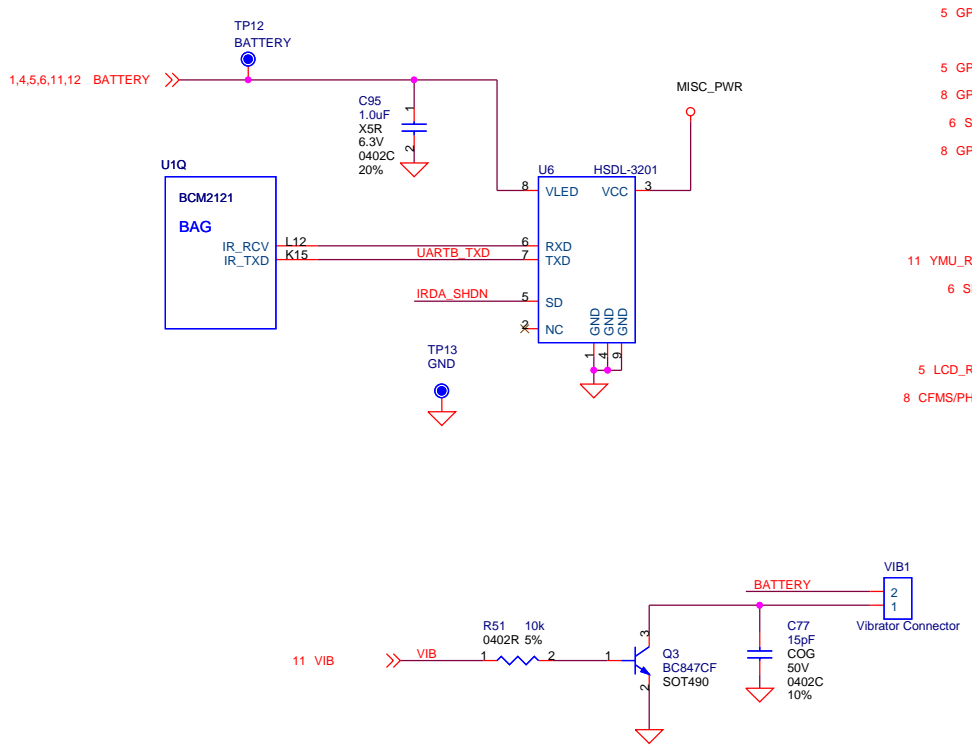 TP12
BATTERY
1,4,5,6,11,12 BATTERY
C95
1.0uF
X5R
6.3V
0402C
20%
1
2
MISC_PWR
U1Q
BCM2121
BAG
IR_RCV L12
IR_TXD K15
UARTB_TXD
IRDA_SHDN
U6 HSDL-3201
8 VLED
VCC 3
6 RXD
7 TXD
5 SD
2 NC
GND GND GND
1 4 9
TP13
GND
5 GP
5 GP
8 GP
6 S
8 GP
11 YMU_R
6 S
5 LCD_R
8 CFMS/PH
VIB1
BATTERY
2
1
Vibrator Connector
11 VIB
VIB
R51 10k
0402R 5%
1 2
1
3
2
Q3
BC847CF
SOT490
C77
15pF
COG
50V
0402C
10%